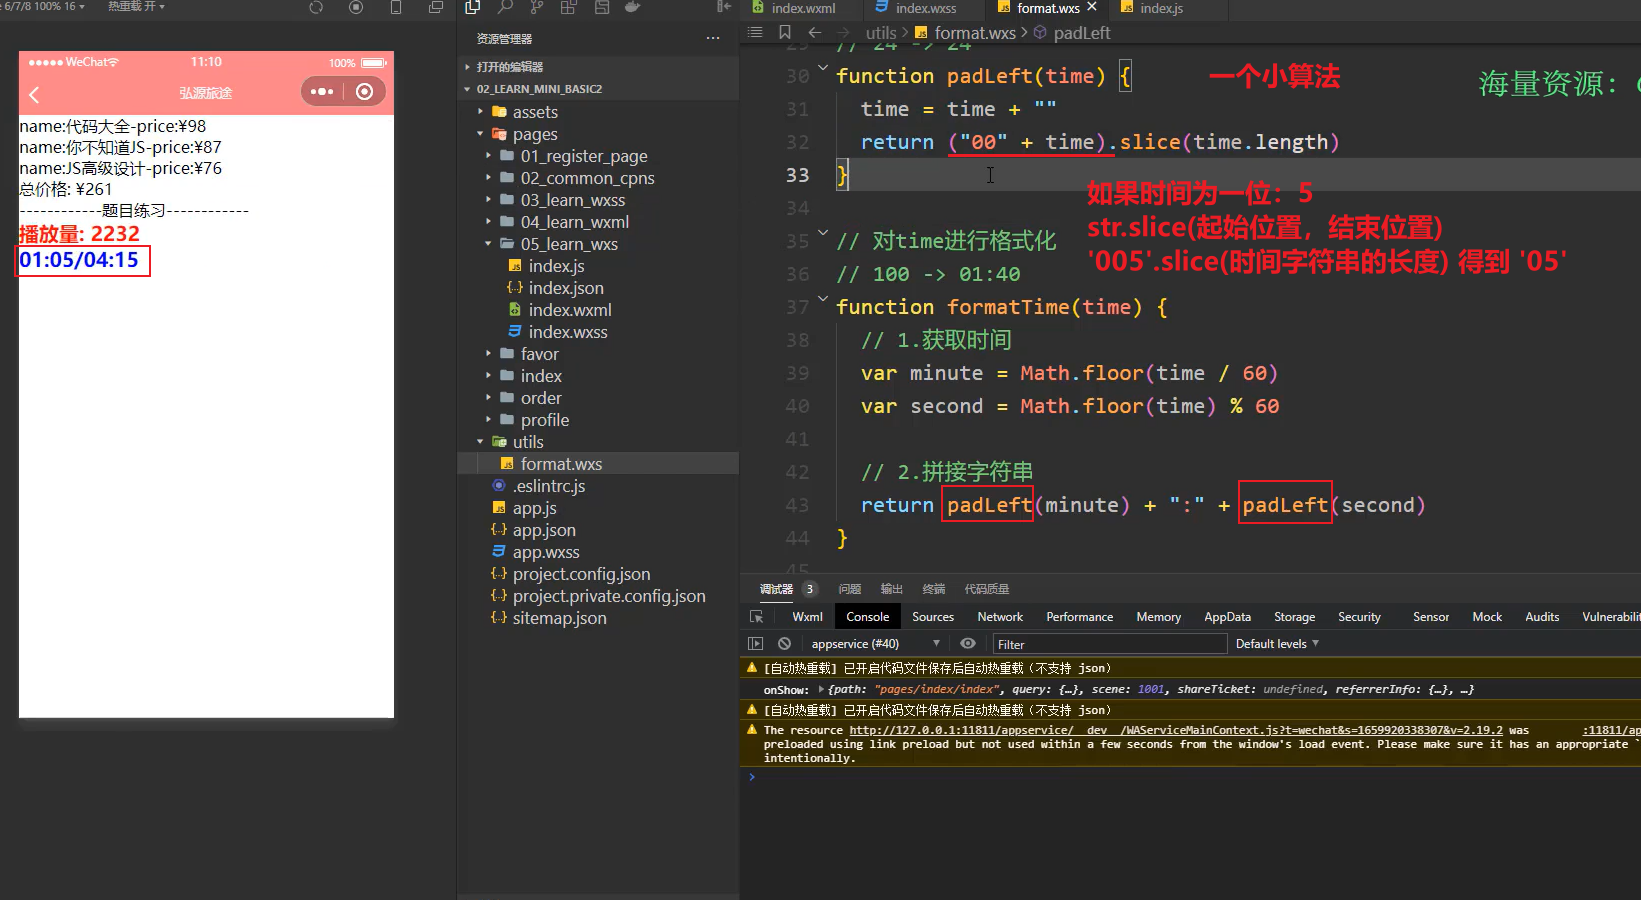 6/7/8 100% 16
热重载 开
WeChat
11:10
100%
弘源旅途
name:代码大全-price:¥98
name:你不知道JS-price:¥87
name:JS高级设计-price:¥76
总价格: ¥261
------------题目练习------------
播放量: 2232
01:05/04:15
资源管理器
打开的编辑器
02_LEARN_MINI_BASIC2
assets
pages
01_register_page
02_common_cpns
03_learn_wxss
04_learn_wxml
05_learn_wxs
index.js
index.json
index.wxml
index.wxss
favor
index
order
profile
utils
format.wxs
.eslintrc.js
app.js
app.json
app.wxss
project.config.json
project.private.config.json
sitemap.json
index.wxml
index.wxss
format.wxs
index.js
utils > format.wxs > padLeft
29 // 24 -> 24
30 function padLeft(time) {
一个小算法
海量资源：
31 time = time + ""
32 return ("00" + time).slice(time.length)
33 }
如果时间为一位：5
34
str.slice(起始位置，结束位置)
35 // 对time进行格式化
'005'.slice(时间字符串的长度) 得到 '05'
36 // 100 -> 01:40
37 function formatTime(time) {
38 // 1.获取时间
39 var minute = Math.floor(time / 60)
40 var second = Math.floor(time) % 60
41
42 // 2.拼接字符串
43 return padLeft(minute) + ":" + padLeft(second)
44 }
45
调试器 3 问题 输出 终端 代码质量
Wxml Console Sources Network Performance Memory AppData Storage Security Sensor Mock Audits Vulnerabili
appservice (#40) Filter Default levels
[自动热重载] 已开启代码文件保存后自动热重载（不支持 json）
onShow: {path: "pages/index/index", query: {…}, scene: 1001, shareTicket: undefined, referrerInfo: {…}, …}
[自动热重载] 已开启代码文件保存后自动热重载（不支持 json）
The resource http://127.0.0.1:11811/appservice/__dev__/WAServiceMainContext.js?t=wechat&s=1659920338307&v=2.19.2 was :11811/ap
preloaded using link preload but not used within a few seconds from the window's load event. Please make sure it has an appropriate `
intentionally.